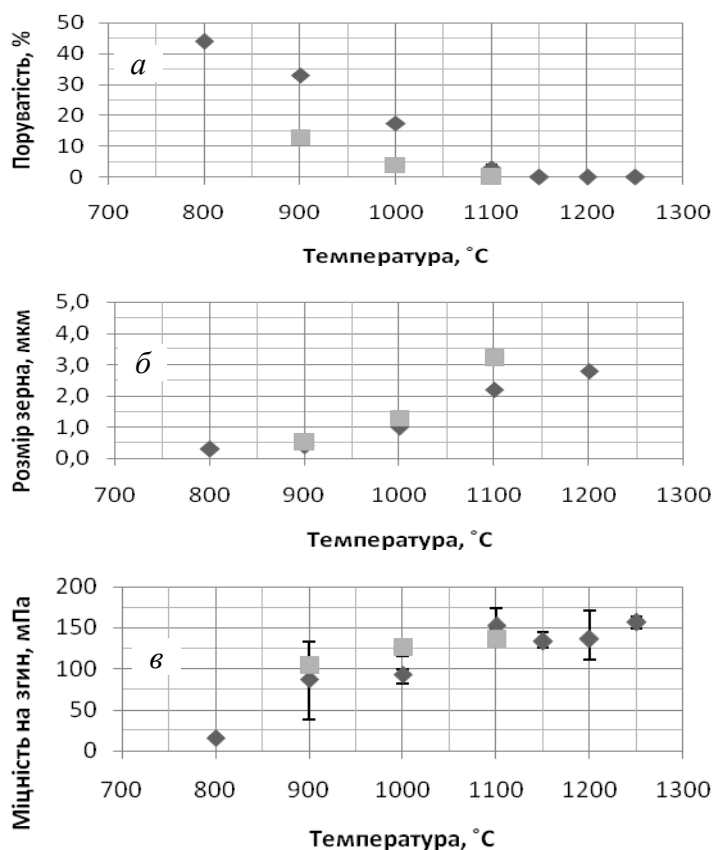 Поруватість, %
50
40
30
20
10
0
а
700 800 900 1000 1100 1200 1300
Температура, ˚С
Розмір зерна, мкм
5,0
4,0
3,0
2,0
1,0
0,0
б
700 800 900 1000 1100 1200 1300
Температура, ˚С
Міцність на згин, мПа
200
150
100
50
0
в
700 800 900 1000 1100 1200 1300
Температура, ˚С